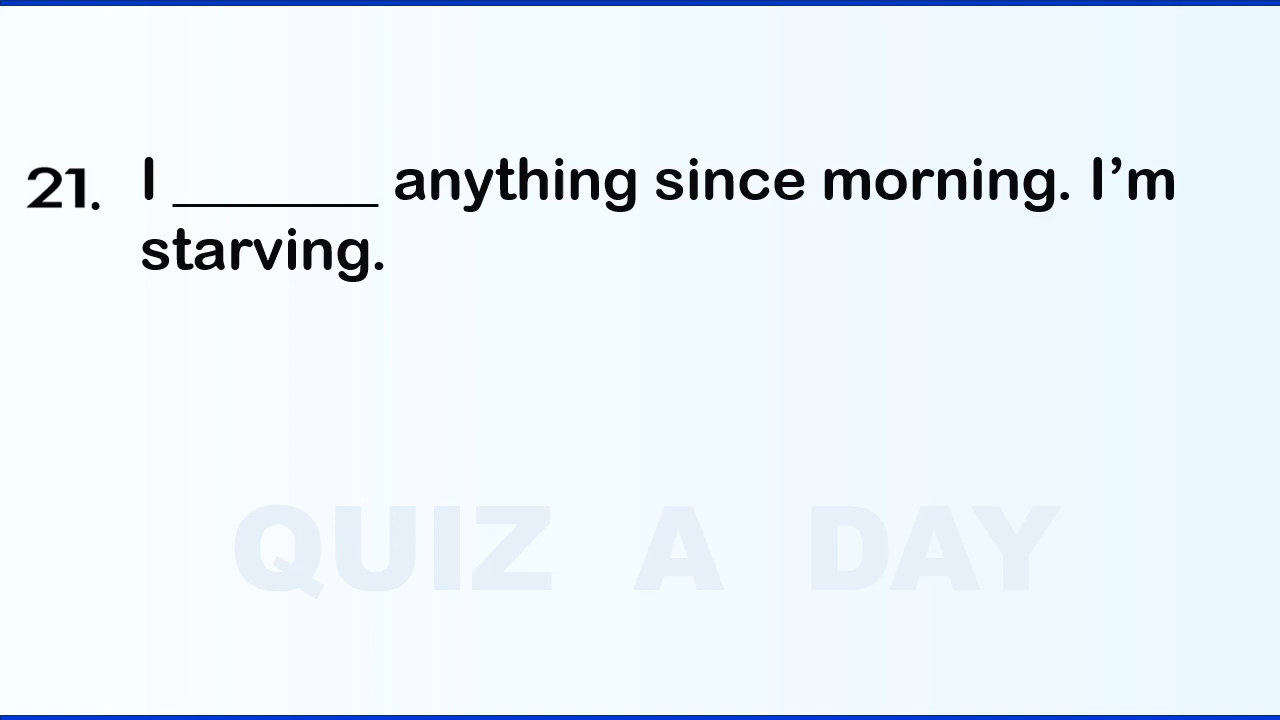 21. I _______ anything since morning. I’m
starving.
QUIZ A DAY